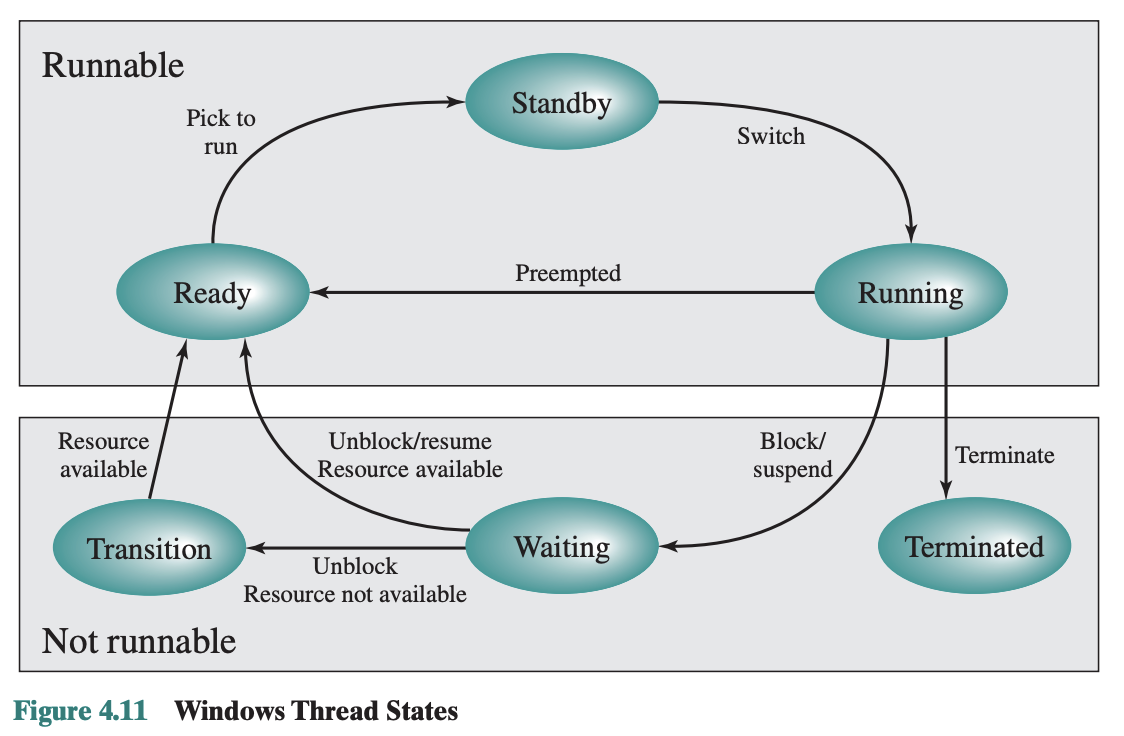 Runnable
Standby
Pick to
run
Switch
Ready
Preempted
Running
Resource
available
Unblock/resume
Resource available
Block/
suspend
Terminate
Transition
Waiting
Terminated
Unblock
Resource not available
Not runnable
Figure 4.11 Windows Thread States